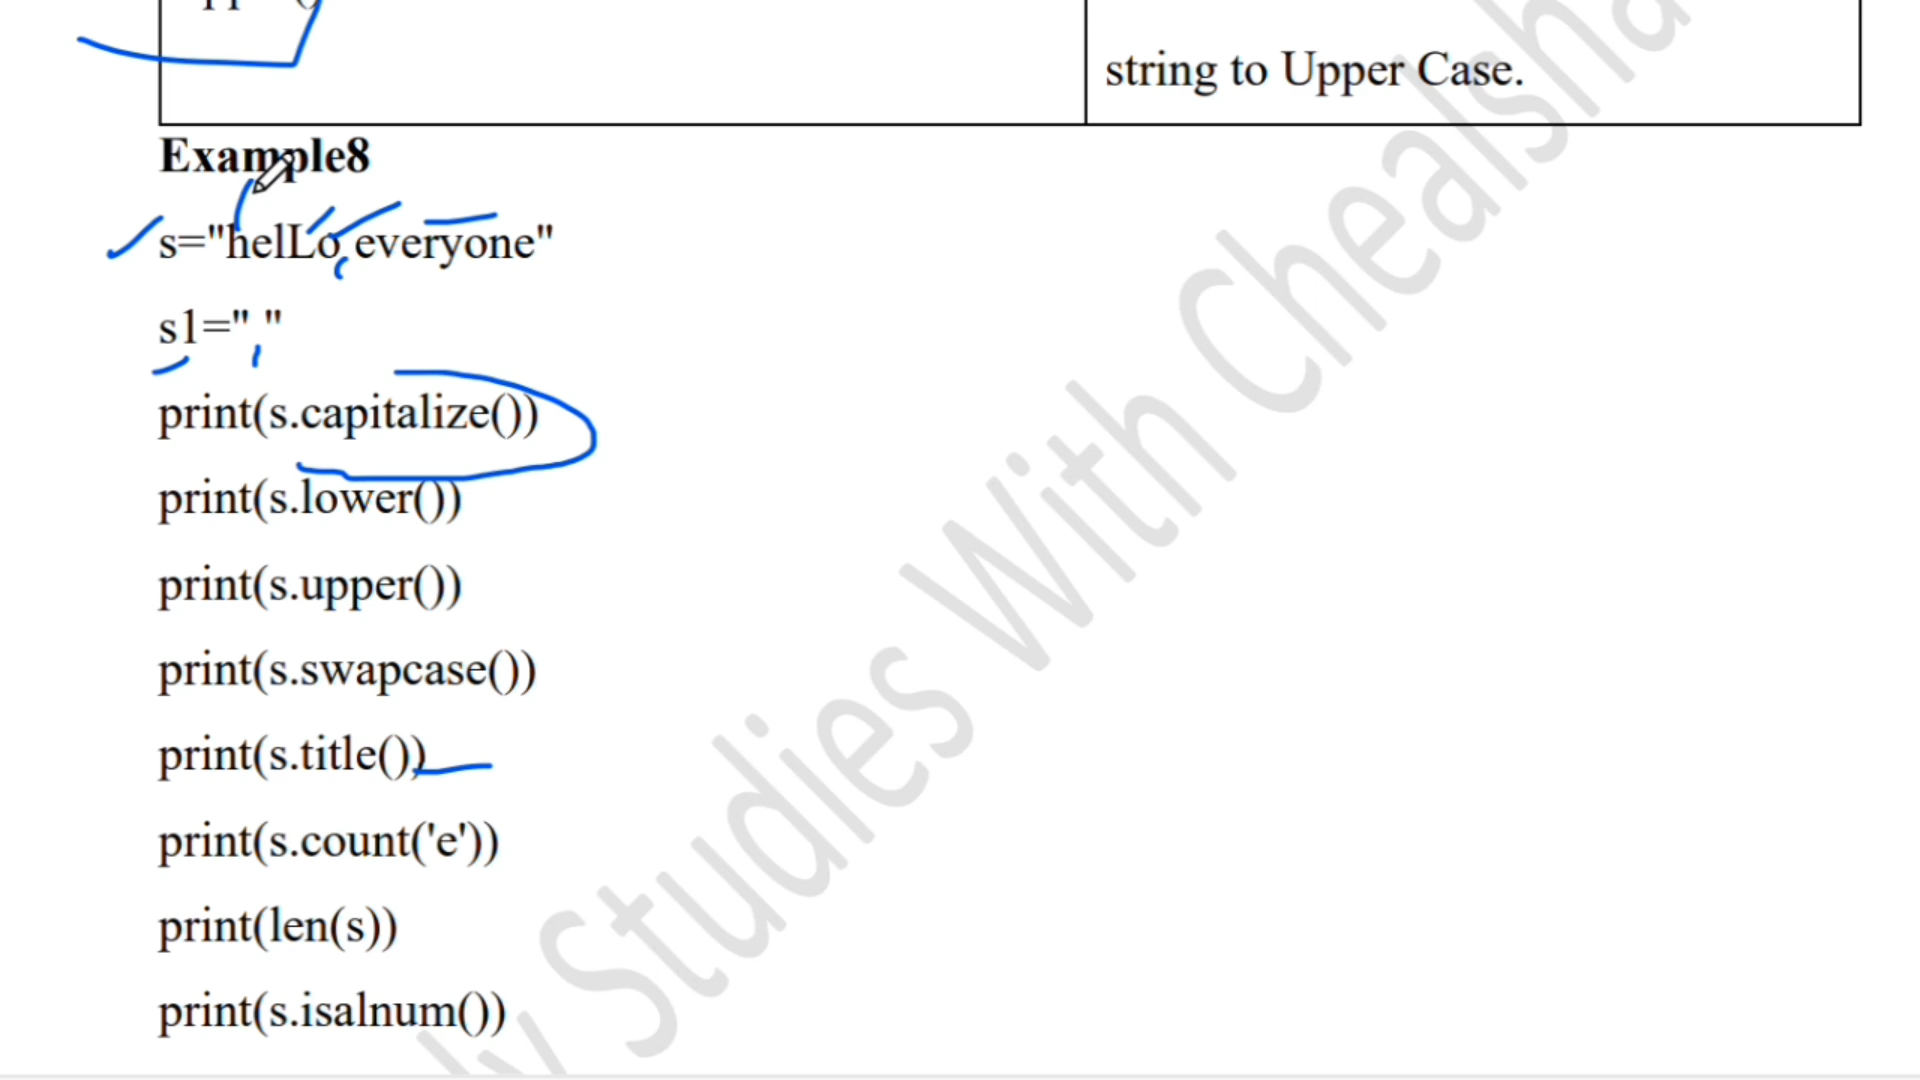 string to Upper Case.
Example8
s="helLo everyone"
s1=" "
print(s.capitalize())
print(s.lower())
print(s.upper())
print(s.swapcase())
print(s.title())
print(s.count('e'))
print(len(s))
print(s.isalnum())
Studies With